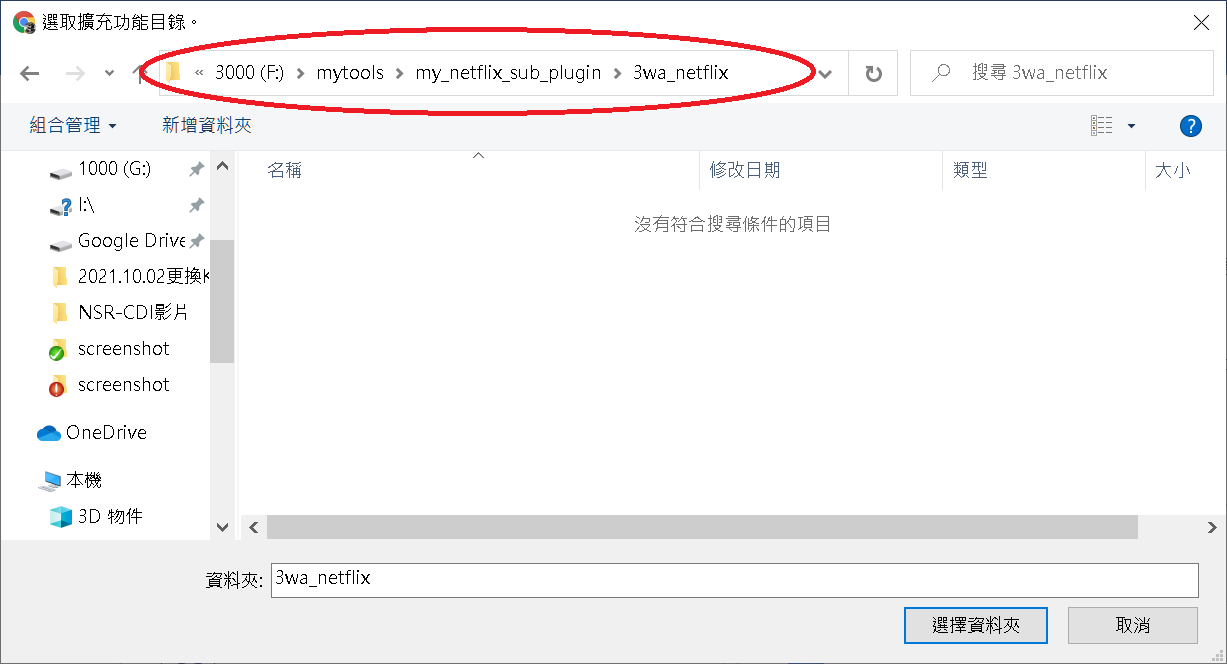 選取擴充功能目錄。
« 3000 (F:) > mytools > my_netflix_sub_plugin > 3wa_netflix
搜尋 3wa_netflix
組合管理
新增資料夾
?
1000 (G:)
I:\
Google Drive
2021.10.02更換K
NSR-CDI影片
screenshot
screenshot
OneDrive
本機
3D 物件
名稱
修改日期
類型
大小
沒有符合搜尋條件的項目
資料夾:
3wa_netflix
選擇資料夾
取消